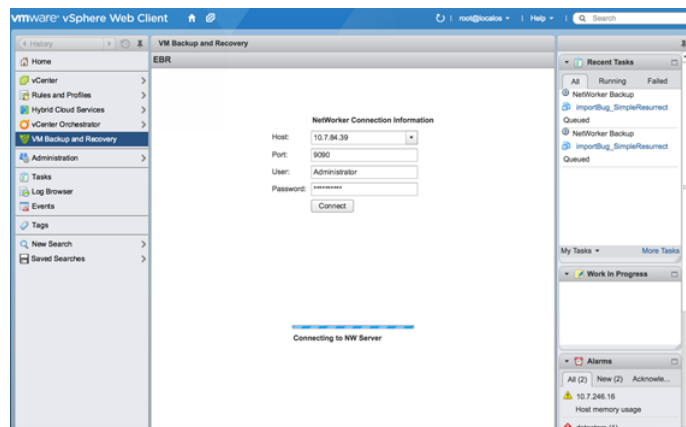 vmware® vSphere Web Client
root@localos
Help
Search
History
VM Backup and Recovery
Home
EBR
vCenter
Rules and Profiles
Hybrid Cloud Services
vCenter Orchestrator
VM Backup and Recovery
Administration
Tasks
Log Browser
Events
Tags
New Search
Saved Searches
NetWorker Connection Information
Host: 10.7.84.39
Port: 9090
User: Administrator
Password: **********
Connect
Connecting to NW Server
Recent Tasks
All Running Failed
NetWorker Backup
importBug_SimpleResurrect
Queued
NetWorker Backup
importBug_SimpleResurrect
Queued
My Tasks More Tasks
Work In Progress
Alarms
All (2) New (2) Acknowle...
10.7.246.16
Host memory usage